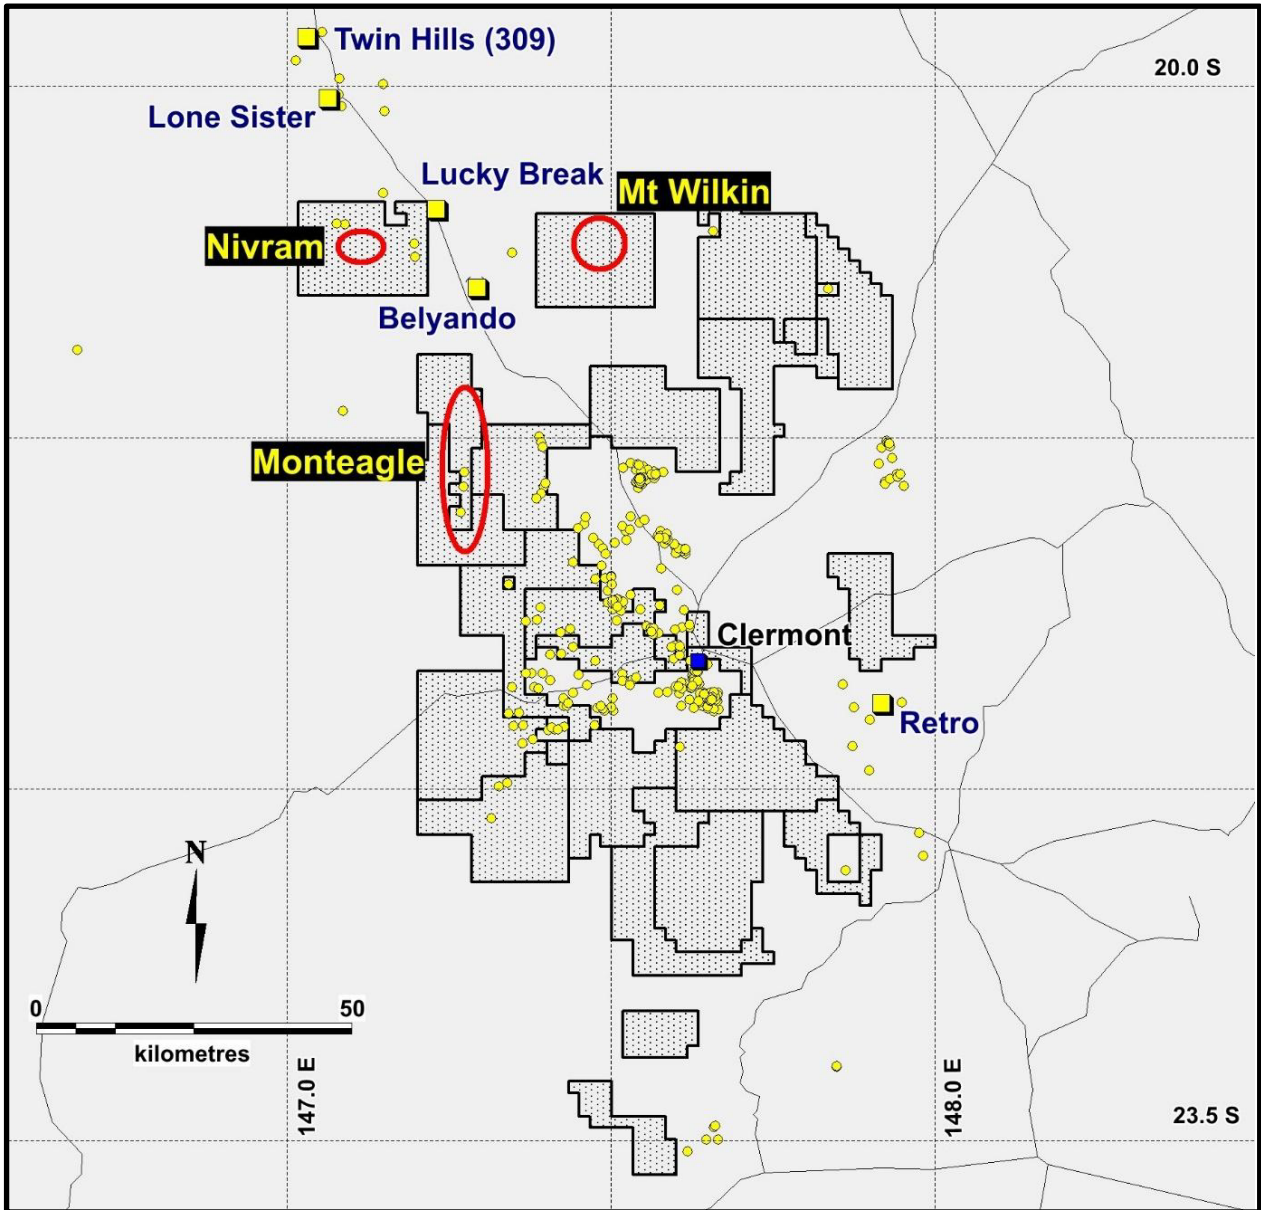 Twin Hills (309)
20.0 S
Lone Sister
Lucky Break
Mt Wilkin
Nivram
Belyando
Monteagle
Clermont
Retro
N
0 50
kilometres
147.0 E
148.0 E
23.5 S